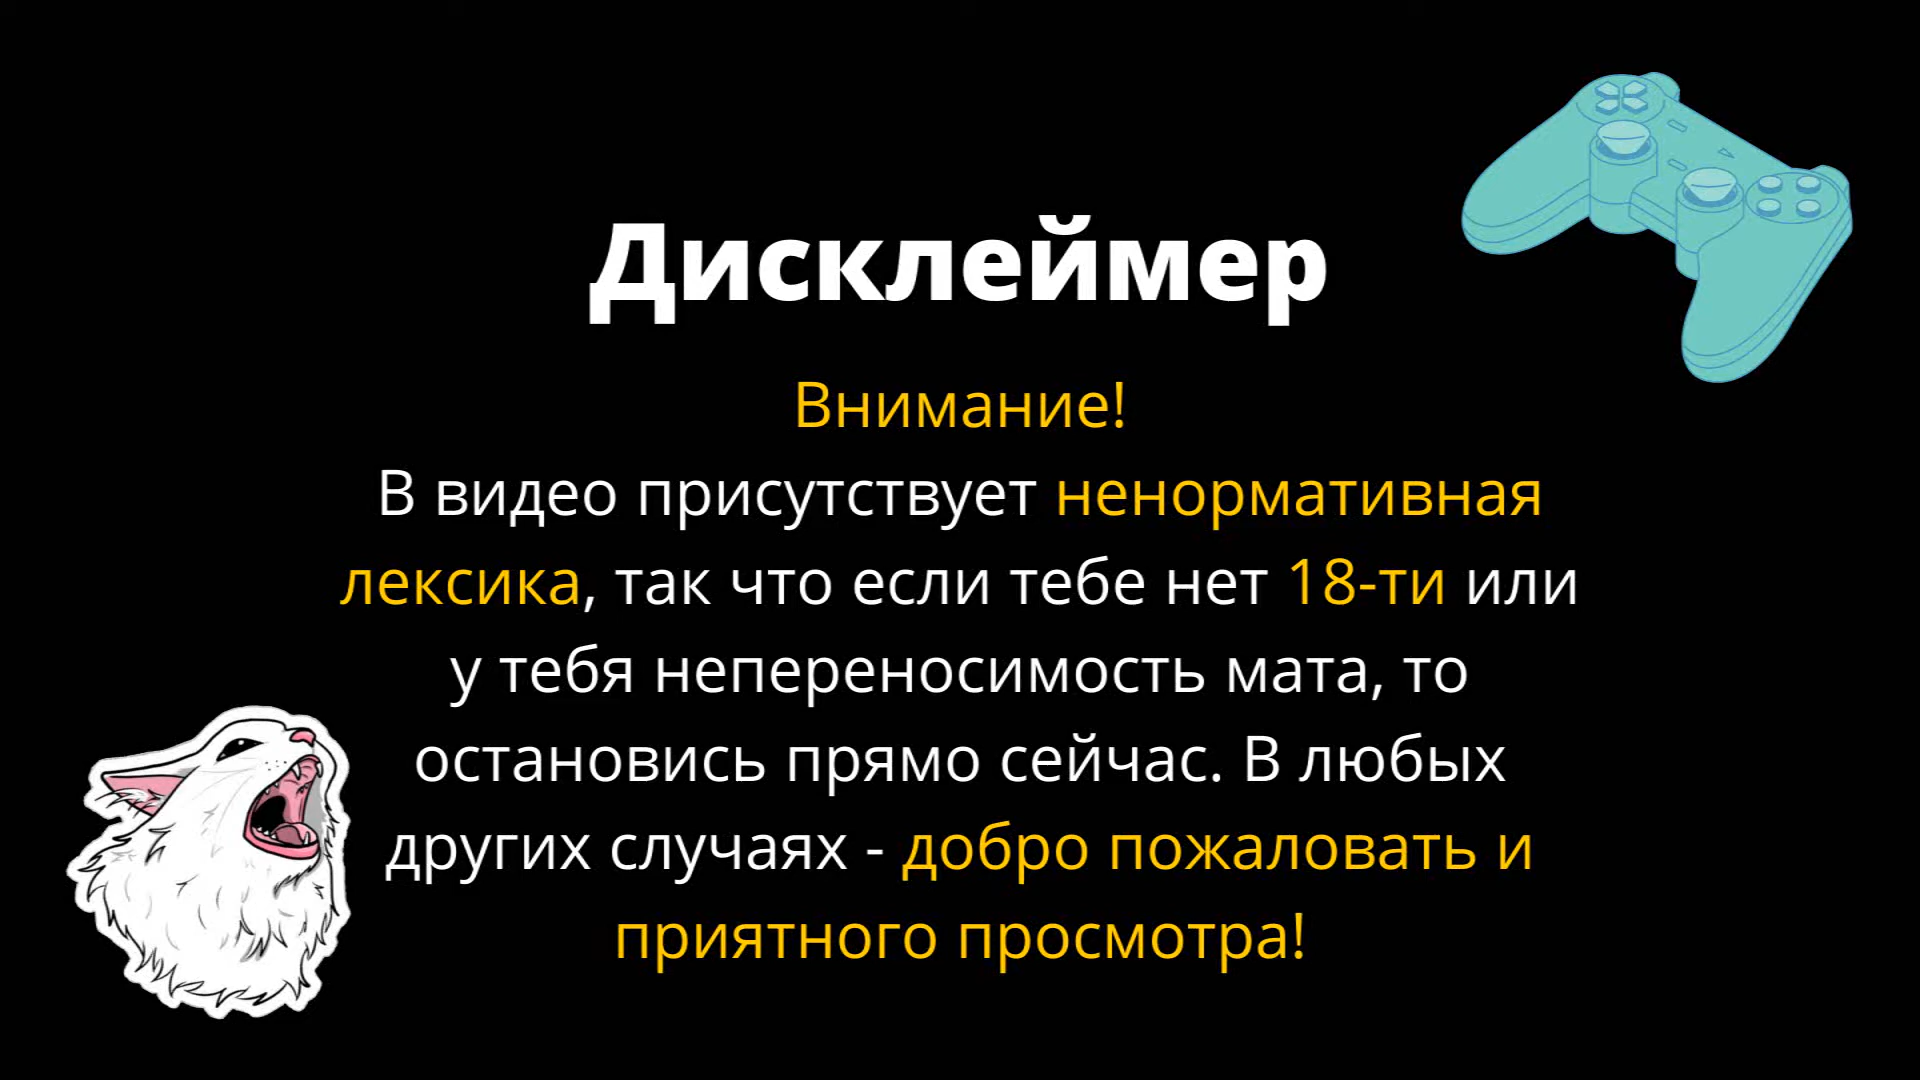 Дисклеймер
Внимание!
В видео присутствует ненормативная
лексика, так что если тебе нет 18-ти или
у тебя непереносимость мата, то
остановись прямо сейчас. В любых
других случаях - добро пожаловать и
приятного просмотра!